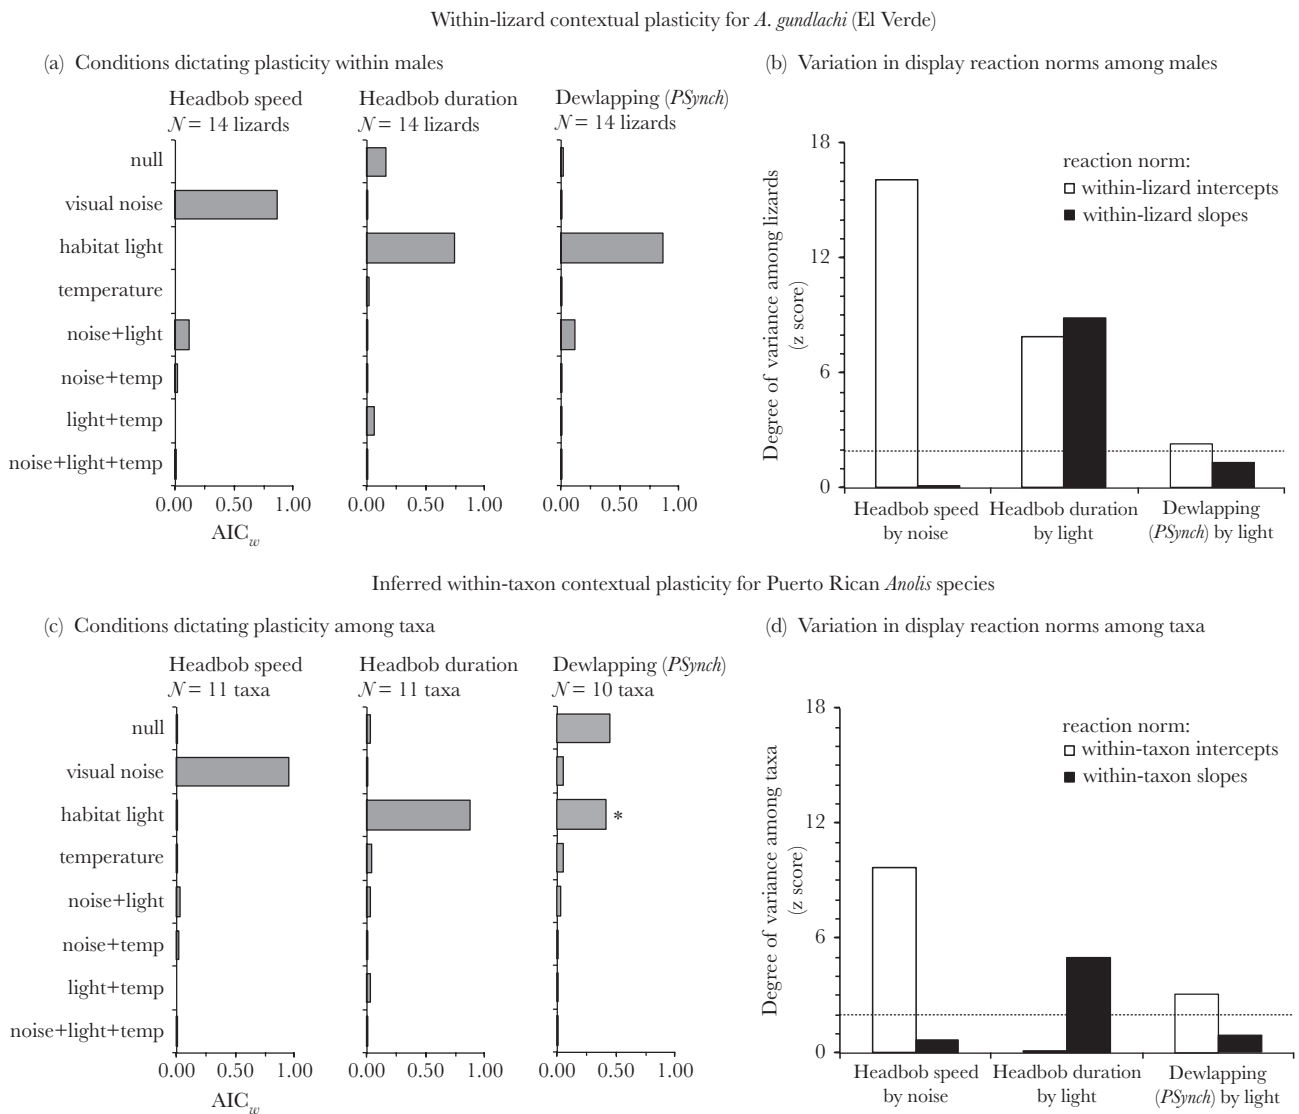 Within-lizard contextual plasticity for A. gundlachi (El Verde)
(a) Conditions dictating plasticity within males
Headbob speed
N = 14 lizards
Headbob duration
N = 14 lizards
Dewlapping (PSynch)
N = 14 lizards
null
visual noise
habitat light
temperature
noise+light
noise+temp
light+temp
noise+light+temp
0.00 0.50 1.00
0.00 0.50 1.00
0.00 0.50 1.00
AICw
(b) Variation in display reaction norms among males
Degree of variance among lizards
(z score)
18
12
6
0
reaction norm:
within-lizard intercepts
within-lizard slopes
Headbob speed
by noise
Headbob duration
by light
Dewlapping
(PSynch) by light
Inferred within-taxon contextual plasticity for Puerto Rican Anolis species
(c) Conditions dictating plasticity among taxa
Headbob speed
N = 11 taxa
Headbob duration
N = 11 taxa
Dewlapping (PSynch)
N = 10 taxa
null
visual noise
habitat light
*
temperature
noise+light
noise+temp
light+temp
noise+light+temp
0.00 0.50 1.00
0.00 0.50 1.00
0.00 0.50 1.00
AICw
(d) Variation in display reaction norms among taxa
Degree of variance among taxa
(z score)
18
12
6
0
reaction norm:
within-taxon intercepts
within-taxon slopes
Headbob speed
by noise
Headbob duration
by light
Dewlapping
(PSynch) by light